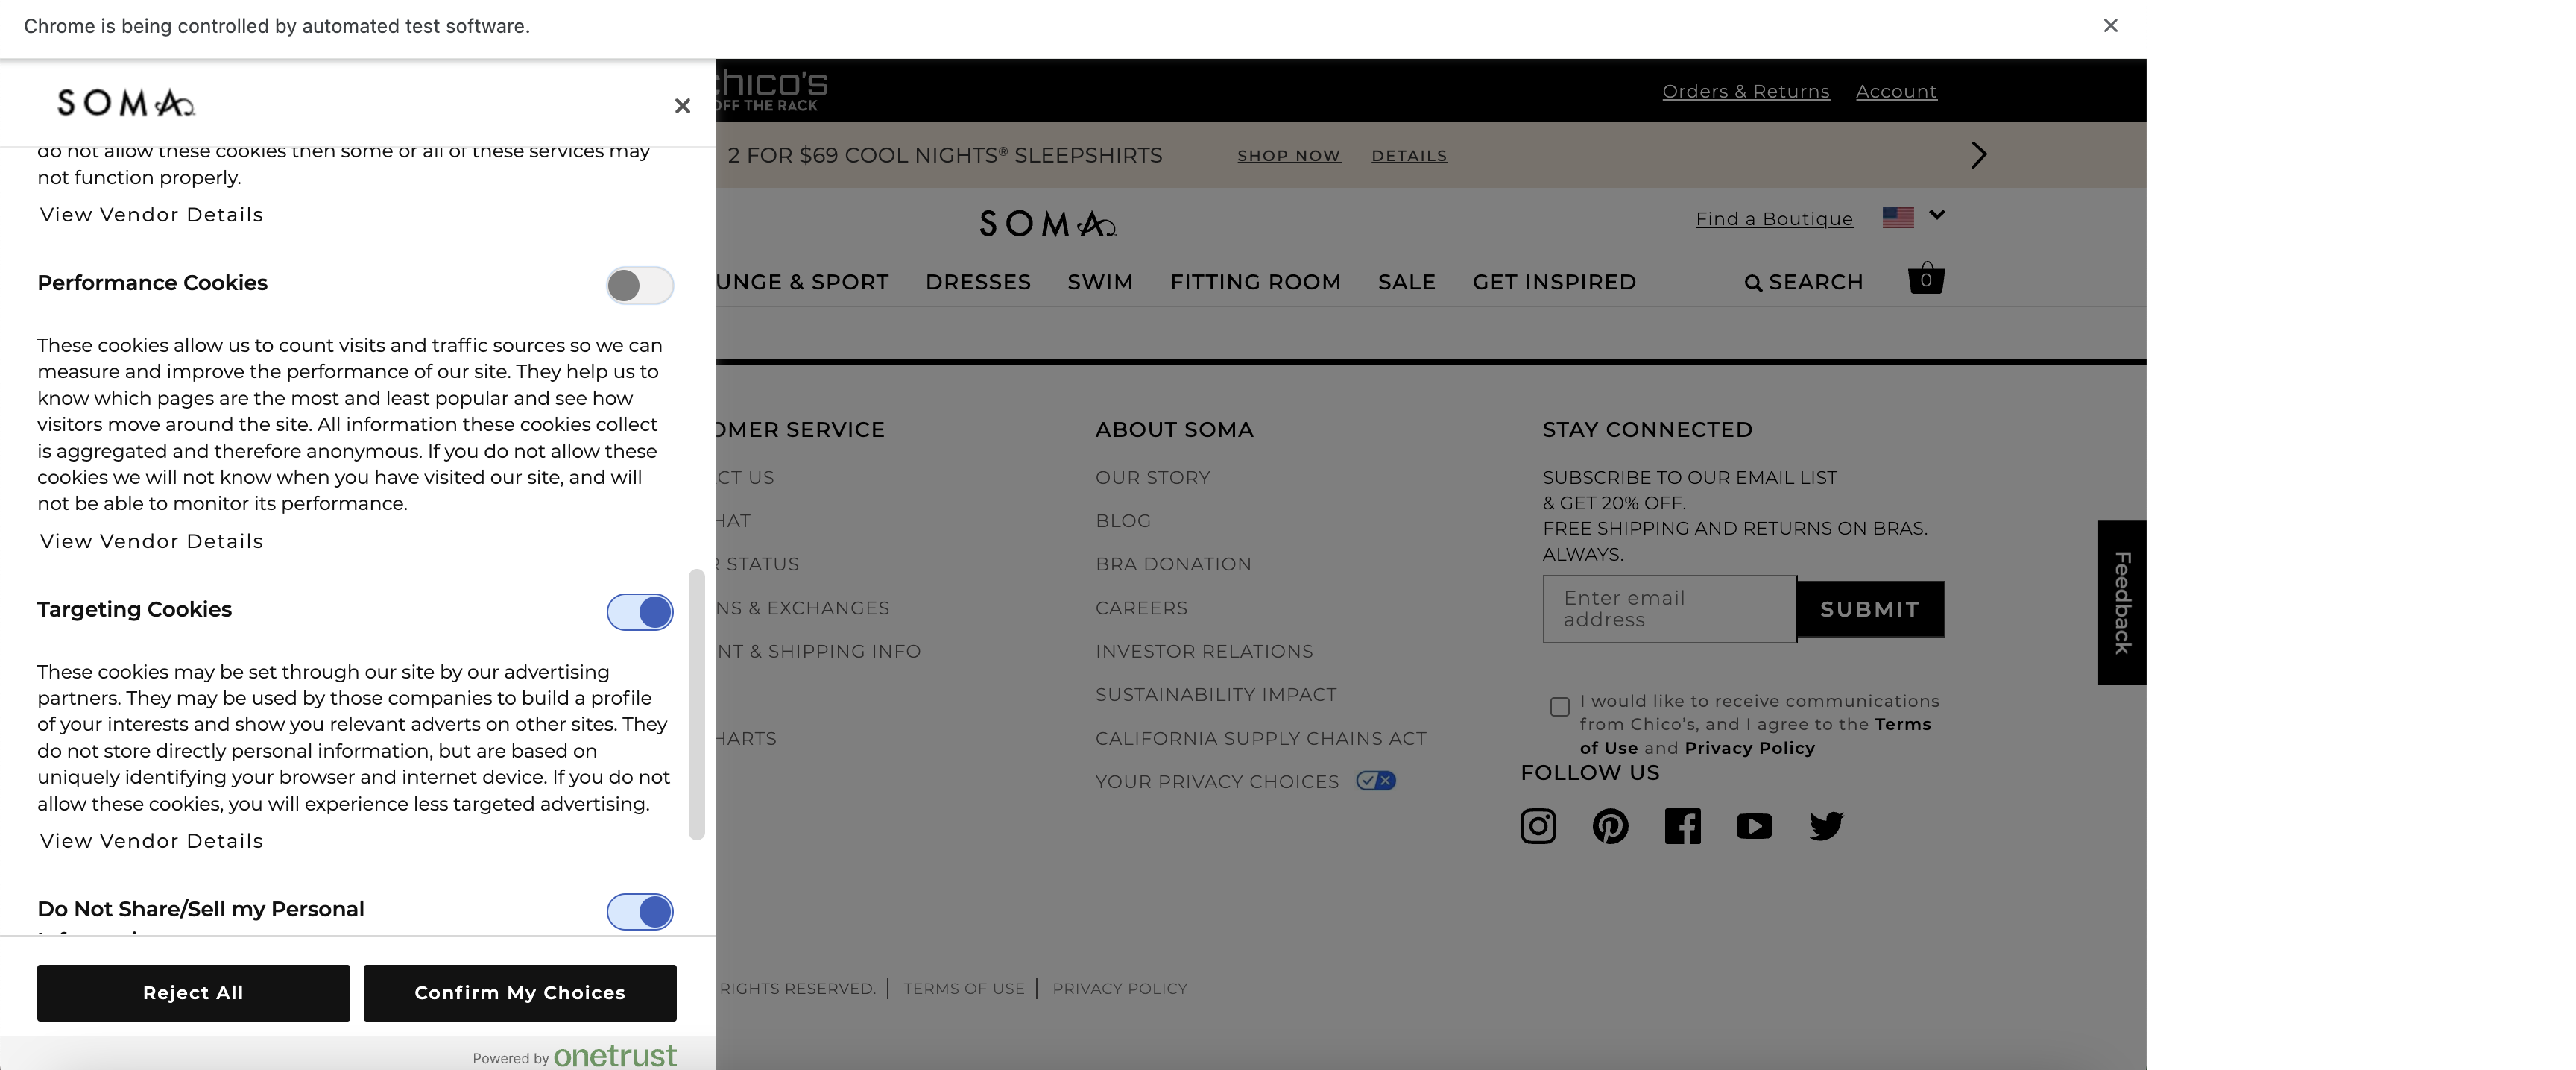 Chrome is being controlled by automated test software.
SOMA
do not allow these cookies then some or all of these services may
not function properly.
View Vendor Details
Performance Cookies
These cookies allow us to count visits and traffic sources so we can
measure and improve the performance of our site. They help us to
know which pages are the most and least popular and see how
visitors move around the site. All information these cookies collect
is aggregated and therefore anonymous. If you do not allow these
cookies we will not know when you have visited our site, and will
not be able to monitor its performance.
View Vendor Details
Targeting Cookies
These cookies may be set through our site by our advertising
partners. They may be used by those companies to build a profile
of your interests and show you relevant adverts on other sites. They
do not store directly personal information, but are based on
uniquely identifying your browser and internet device. If you do not
allow these cookies, you will experience less targeted advertising.
View Vendor Details
Do Not Share/Sell my Personal
Reject All
Confirm My Choices
Powered by onetrust
chico's
OFF THE RACK
Orders & Returns
Account
2 FOR $69 COOL NIGHTS® SLEEPSHIRTS
SHOP NOW
DETAILS
SOMA
Find a Boutique
UNGE & SPORT
DRESSES
SWIM
FITTING ROOM
SALE
GET INSPIRED
SEARCH
0
OMER SERVICE
CT US
HAT
R STATUS
NS & EXCHANGES
NT & SHIPPING INFO
HARTS
ABOUT SOMA
OUR STORY
BLOG
BRA DONATION
CAREERS
INVESTOR RELATIONS
SUSTAINABILITY IMPACT
CALIFORNIA SUPPLY CHAINS ACT
YOUR PRIVACY CHOICES
STAY CONNECTED
SUBSCRIBE TO OUR EMAIL LIST
& GET 20% OFF.
FREE SHIPPING AND RETURNS ON BRAS.
ALWAYS.
Enter email
address
SUBMIT
I would like to receive communications
from Chico's, and I agree to the Terms
of Use and Privacy Policy
FOLLOW US
Feedback
RIGHTS RESERVED.
TERMS OF USE
PRIVACY POLICY